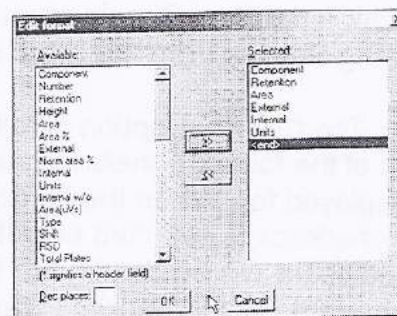 Edit format
Available:
Component
Number
Retention
Height
Area
Area %
External
Norm area %
Internal
Units
Internal w/o
Area[uVs]
Type
Shift
RSD
Total Plates
(* signifies a header field)
Dec places:
>>
<<
OK
Cancel
Selected:
Component
Retention
Area
External
Internal
Units
<end>